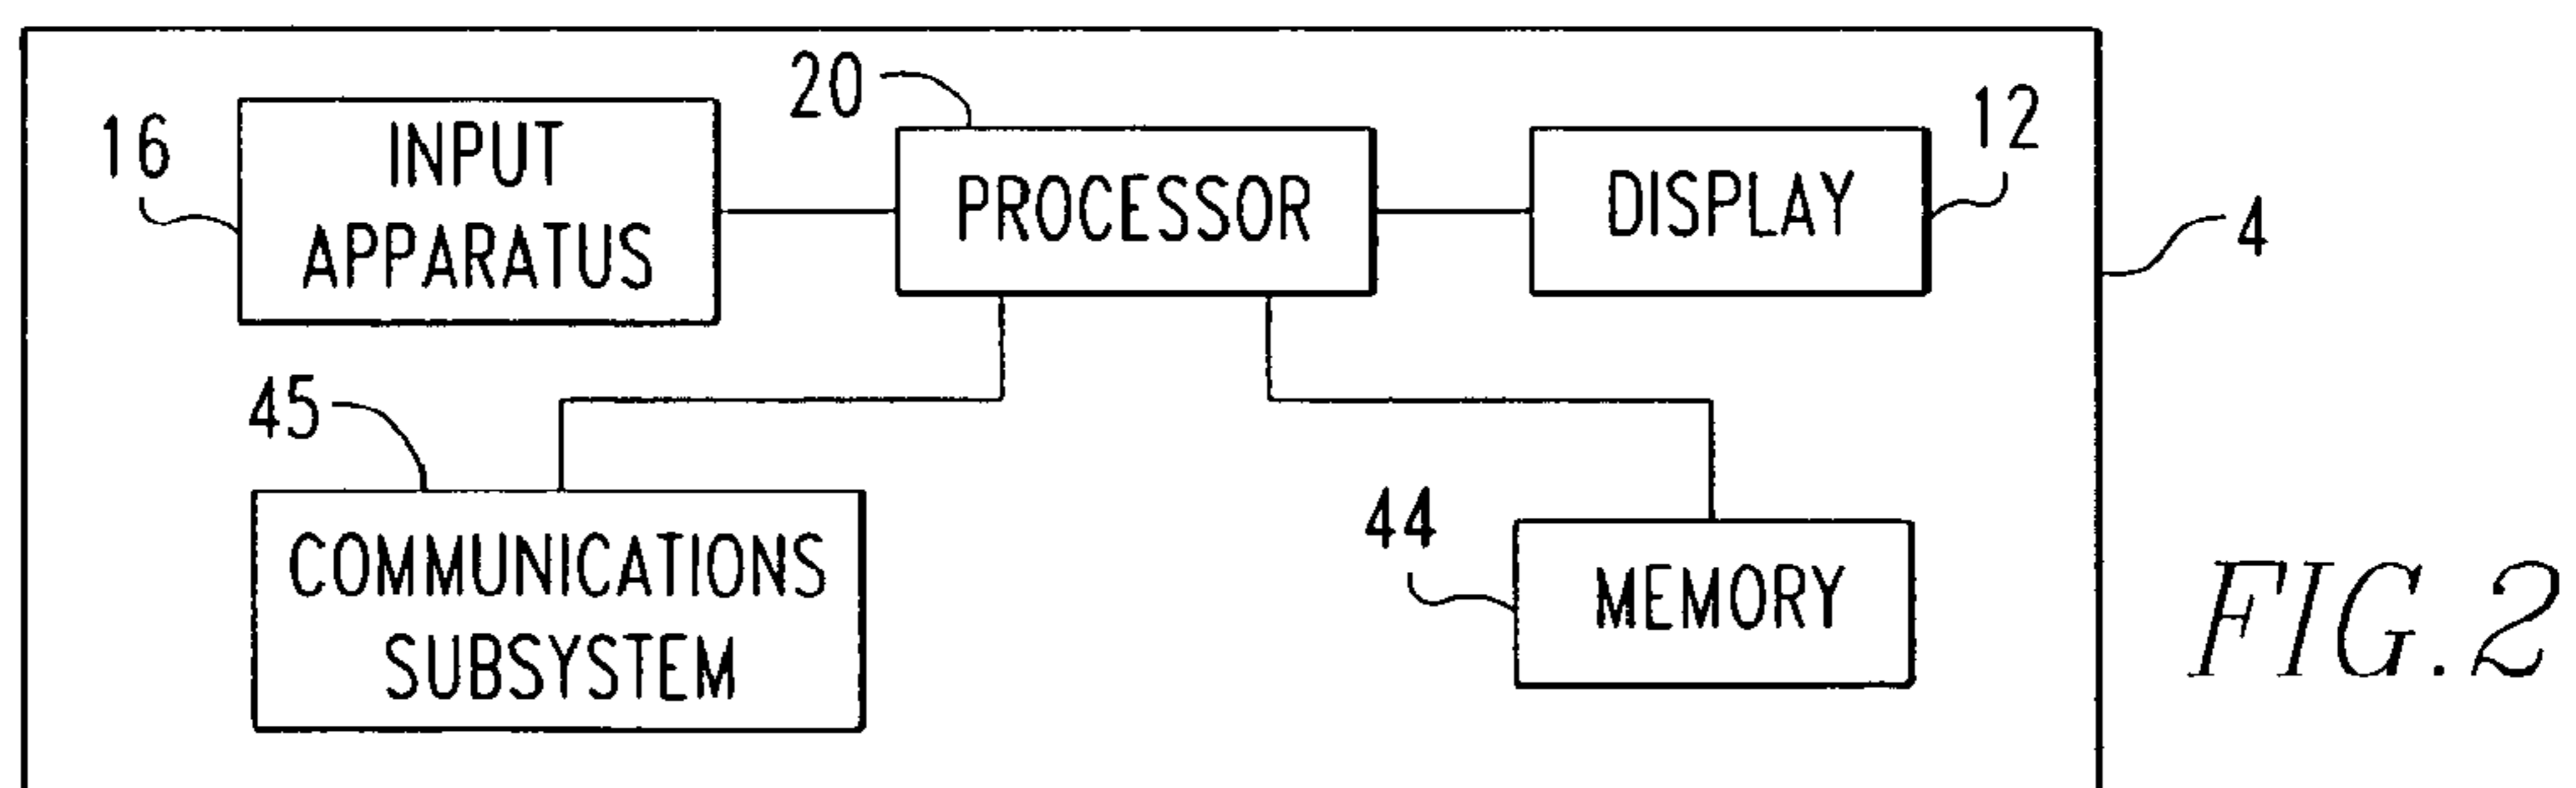 20
12
16
INPUT
APPARATUS
PROCESSOR
DISPLAY
4
45
44
COMMUNICATIONS
SUBSYSTEM
MEMORY
FIG. 2